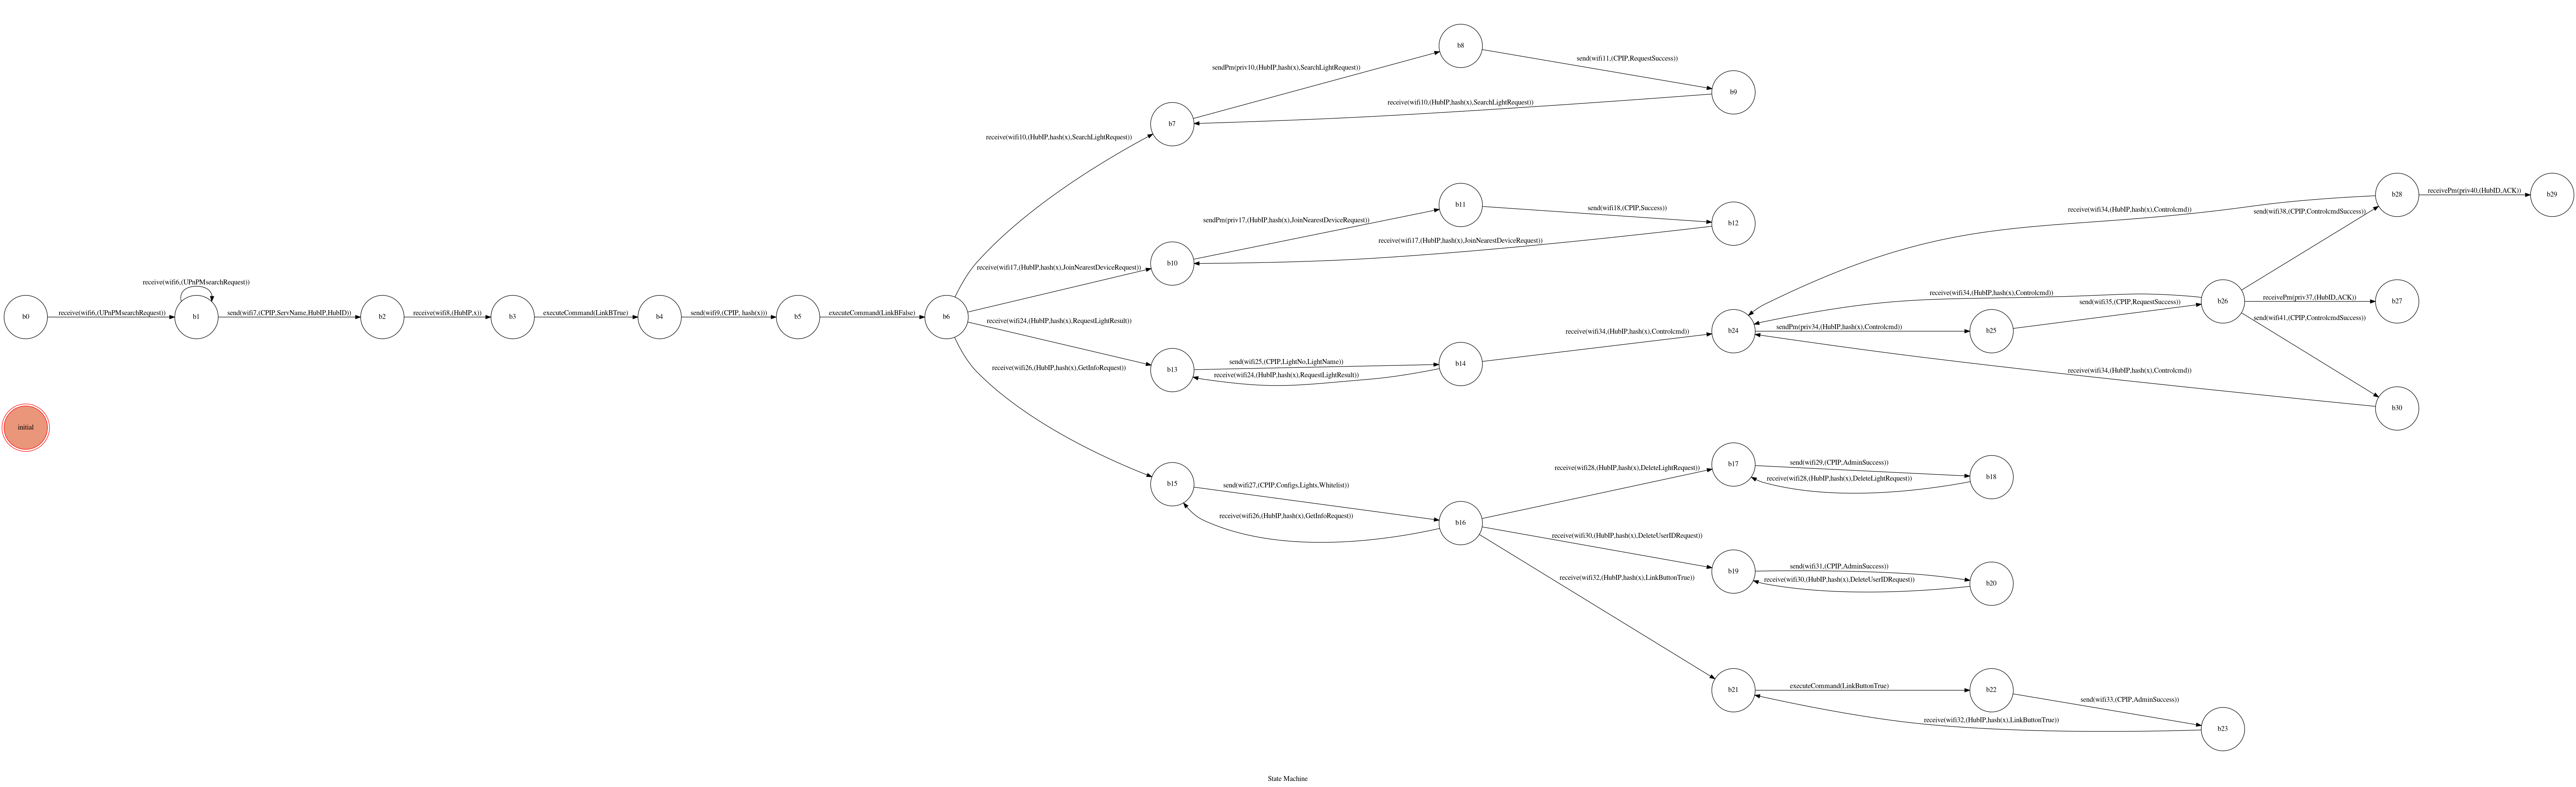 b8
send(wifi11,(CPIP,RequestSuccess))
sendPm(priv10,(HubIP,hash(x),SearchLightRequest))
b9
receive(wifi10,(HubIP,hash(x),SearchLightRequest))
b7
receive(wifi10,(HubIP,hash(x),SearchLightRequest))
b28
receivePm(priv40,(HubID,ACK))
b29
b11
send(wifi18,(CPIP,Success))
receive(wifi34,(HubIP,hash(x),Controlcmd))
send(wifi38,(CPIP,ControlcmdSuccess))
sendPm(priv17,(HubIP,hash(x),JoinNearestDeviceRequest))
b12
receive(wifi17,(HubIP,hash(x),JoinNearestDeviceRequest))
b10
receive(wifi17,(HubIP,hash(x),JoinNearestDeviceRequest))
receive(wifi6,(UPnPMsearchRequest))
receive(wifi34,(HubIP,hash(x),Controlcmd))
send(wifi35,(CPIP,RequestSuccess))
b26
receivePm(priv37,(HubID,ACK))
b27
b0
receive(wifi6,(UPnPMsearchRequest))
b1
send(wifi7,(CPIP,ServName,HubIP,HubID))
b2
receive(wifi8,(HubIP,x))
b3
executeCommand(LinkBTrue)
b4
send(wifi9,(CPIP, hash(x)))
b5
executeCommand(LinkBFalse)
b6
receive(wifi24,(HubIP,hash(x),RequestLightResult))
send(wifi41,(CPIP,ControlcmdSuccess))
receive(wifi34,(HubIP,hash(x),Controlcmd))
b24
sendPm(priv34,(HubIP,hash(x),Controlcmd))
b25
receive(wifi26,(HubIP,hash(x),GetInfoRequest))
b13
send(wifi25,(CPIP,LightNo,LightName))
receive(wifi24,(HubIP,hash(x),RequestLightResult))
b14
receive(wifi34,(HubIP,hash(x),Controlcmd))
b30
initial
b15
send(wifi27,(CPIP,Configs,Lights,Whitelist))
receive(wifi26,(HubIP,hash(x),GetInfoRequest))
b16
receive(wifi28,(HubIP,hash(x),DeleteLightRequest))
b17
send(wifi29,(CPIP,AdminSuccess))
receive(wifi28,(HubIP,hash(x),DeleteLightRequest))
b18
receive(wifi30,(HubIP,hash(x),DeleteUserIDRequest))
b19
send(wifi31,(CPIP,AdminSuccess))
receive(wifi30,(HubIP,hash(x),DeleteUserIDRequest))
b20
receive(wifi32,(HubIP,hash(x),LinkButtonTrue))
b21
executeCommand(LinkButtonTrue)
b22
send(wifi33,(CPIP,AdminSuccess))
receive(wifi32,(HubIP,hash(x),LinkButtonTrue))
b23
State Machine